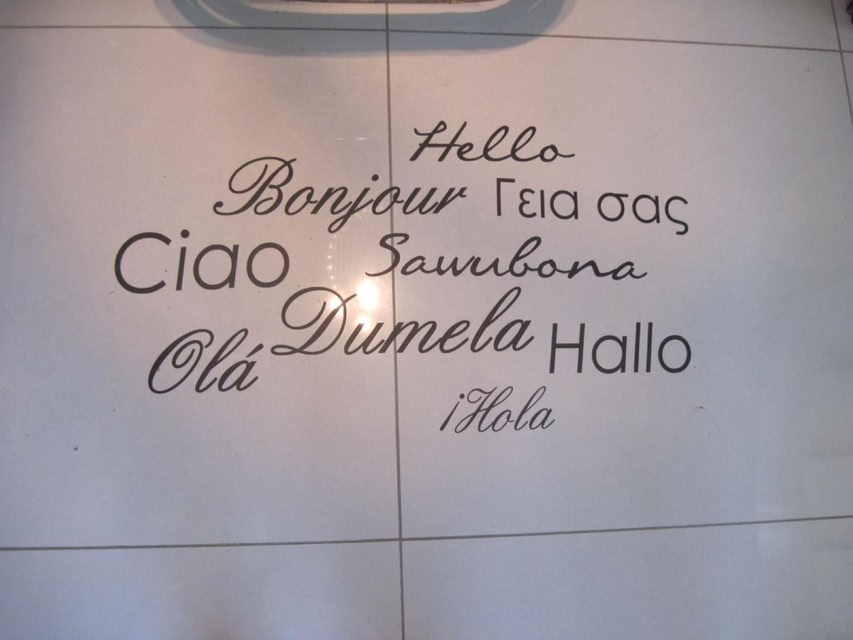 Hello
Bonjour Γεια σας
Ciao Sawubona
Dumela
Olá Hallo
¡Hola